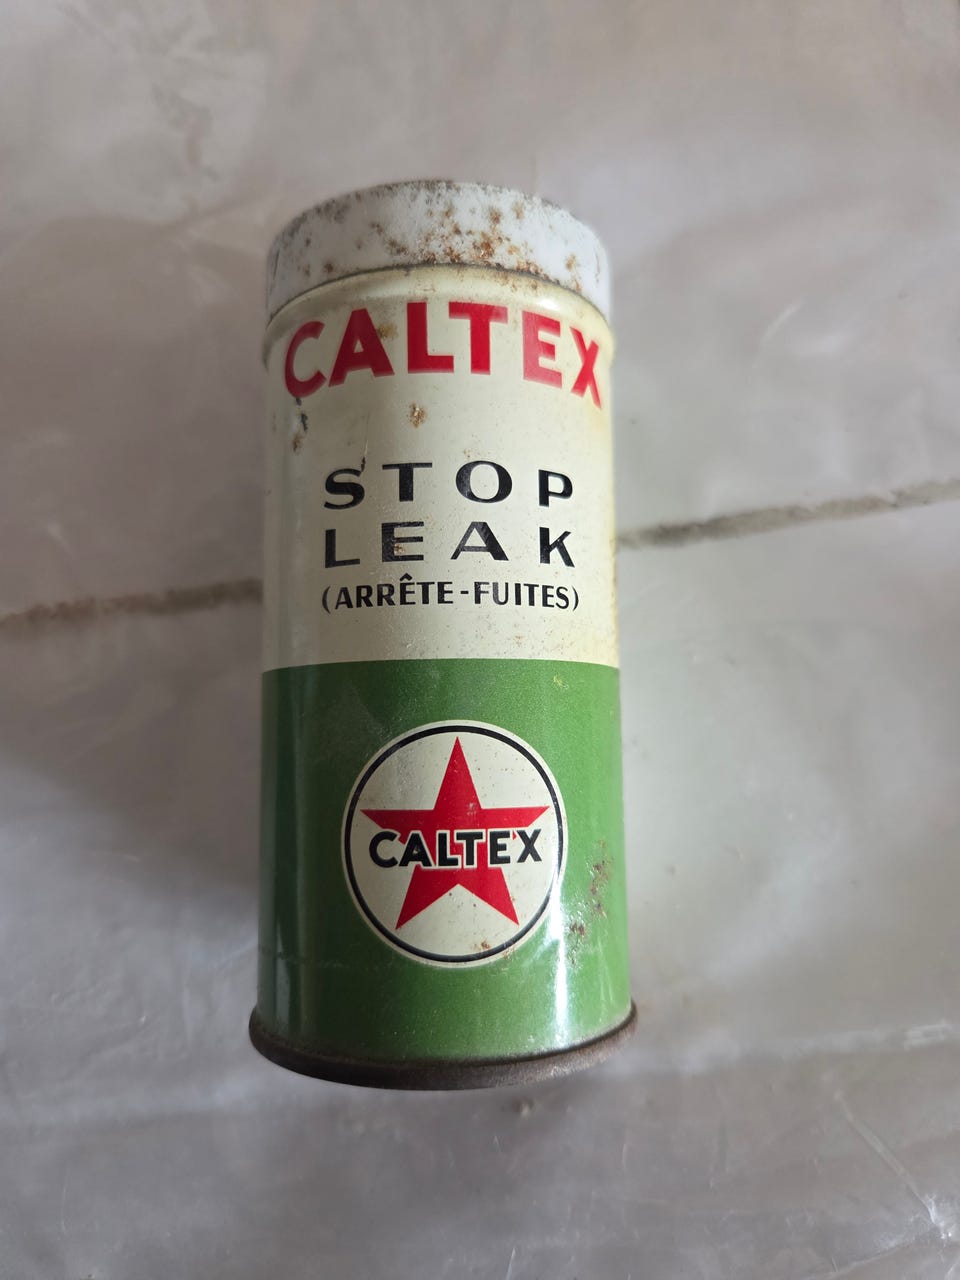 CALTEX
STOP
LEAK
(ARRÊTE-FUITES)
CALTEX